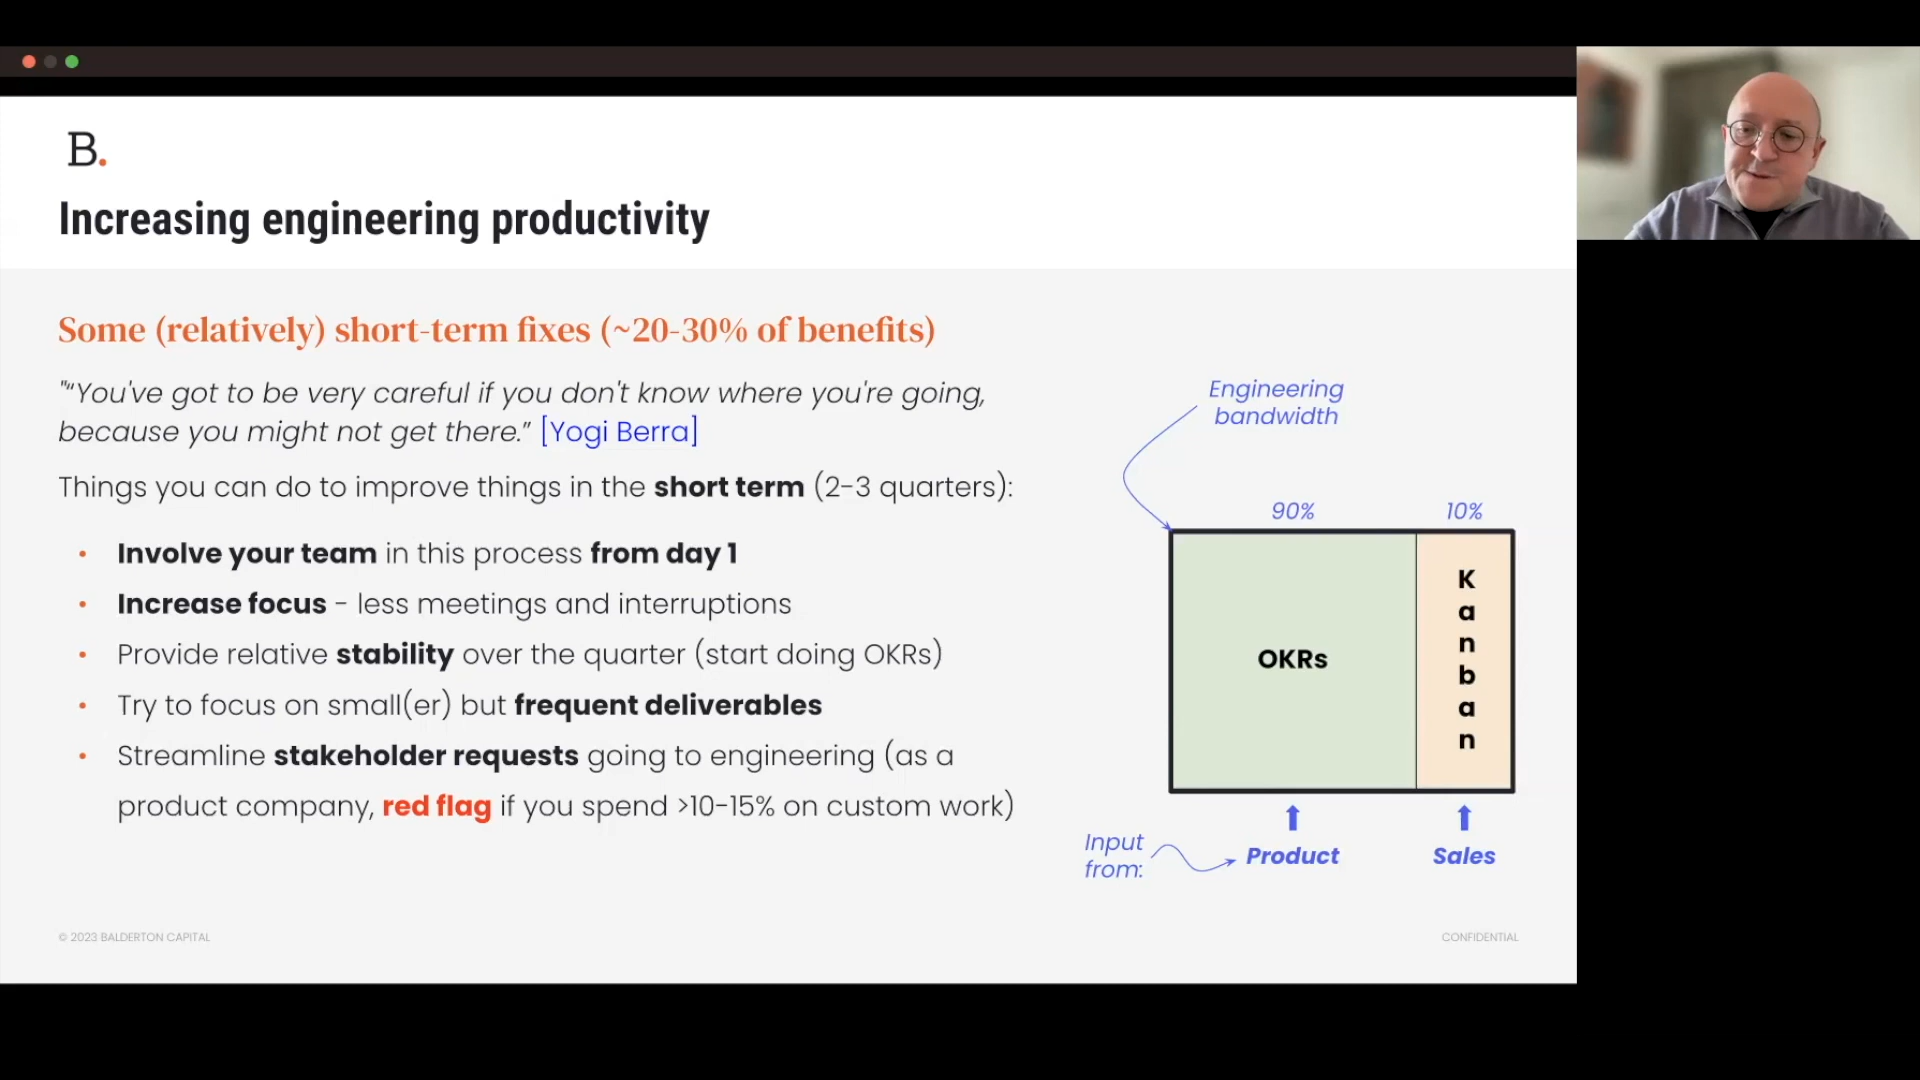 B.
Increasing engineering productivity
Some (relatively) short-term fixes (~20-30% of benefits)
"“You've got to be very careful if you don't know where you're going,
because you might not get there.” [Yogi Berra]
Things you can do to improve things in the short term (2-3 quarters):
• Involve your team in this process from day 1
• Increase focus - less meetings and interruptions
• Provide relative stability over the quarter (start doing OKRs)
• Try to focus on small(er) but frequent deliverables
• Streamline stakeholder requests going to engineering (as a
product company, red flag if you spend >10-15% on custom work)
Engineering
bandwidth
90% 10%
OKRs
K
a
n
b
a
n
Input
from:
Product Sales
© 2023 BALDERTON CAPITAL
CONFIDENTIAL